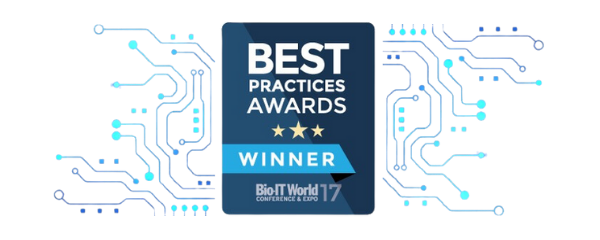 BEST
PRACTICES
AWARDS
WINNER
Bio-IT World 17
CONFERENCE & EXPO